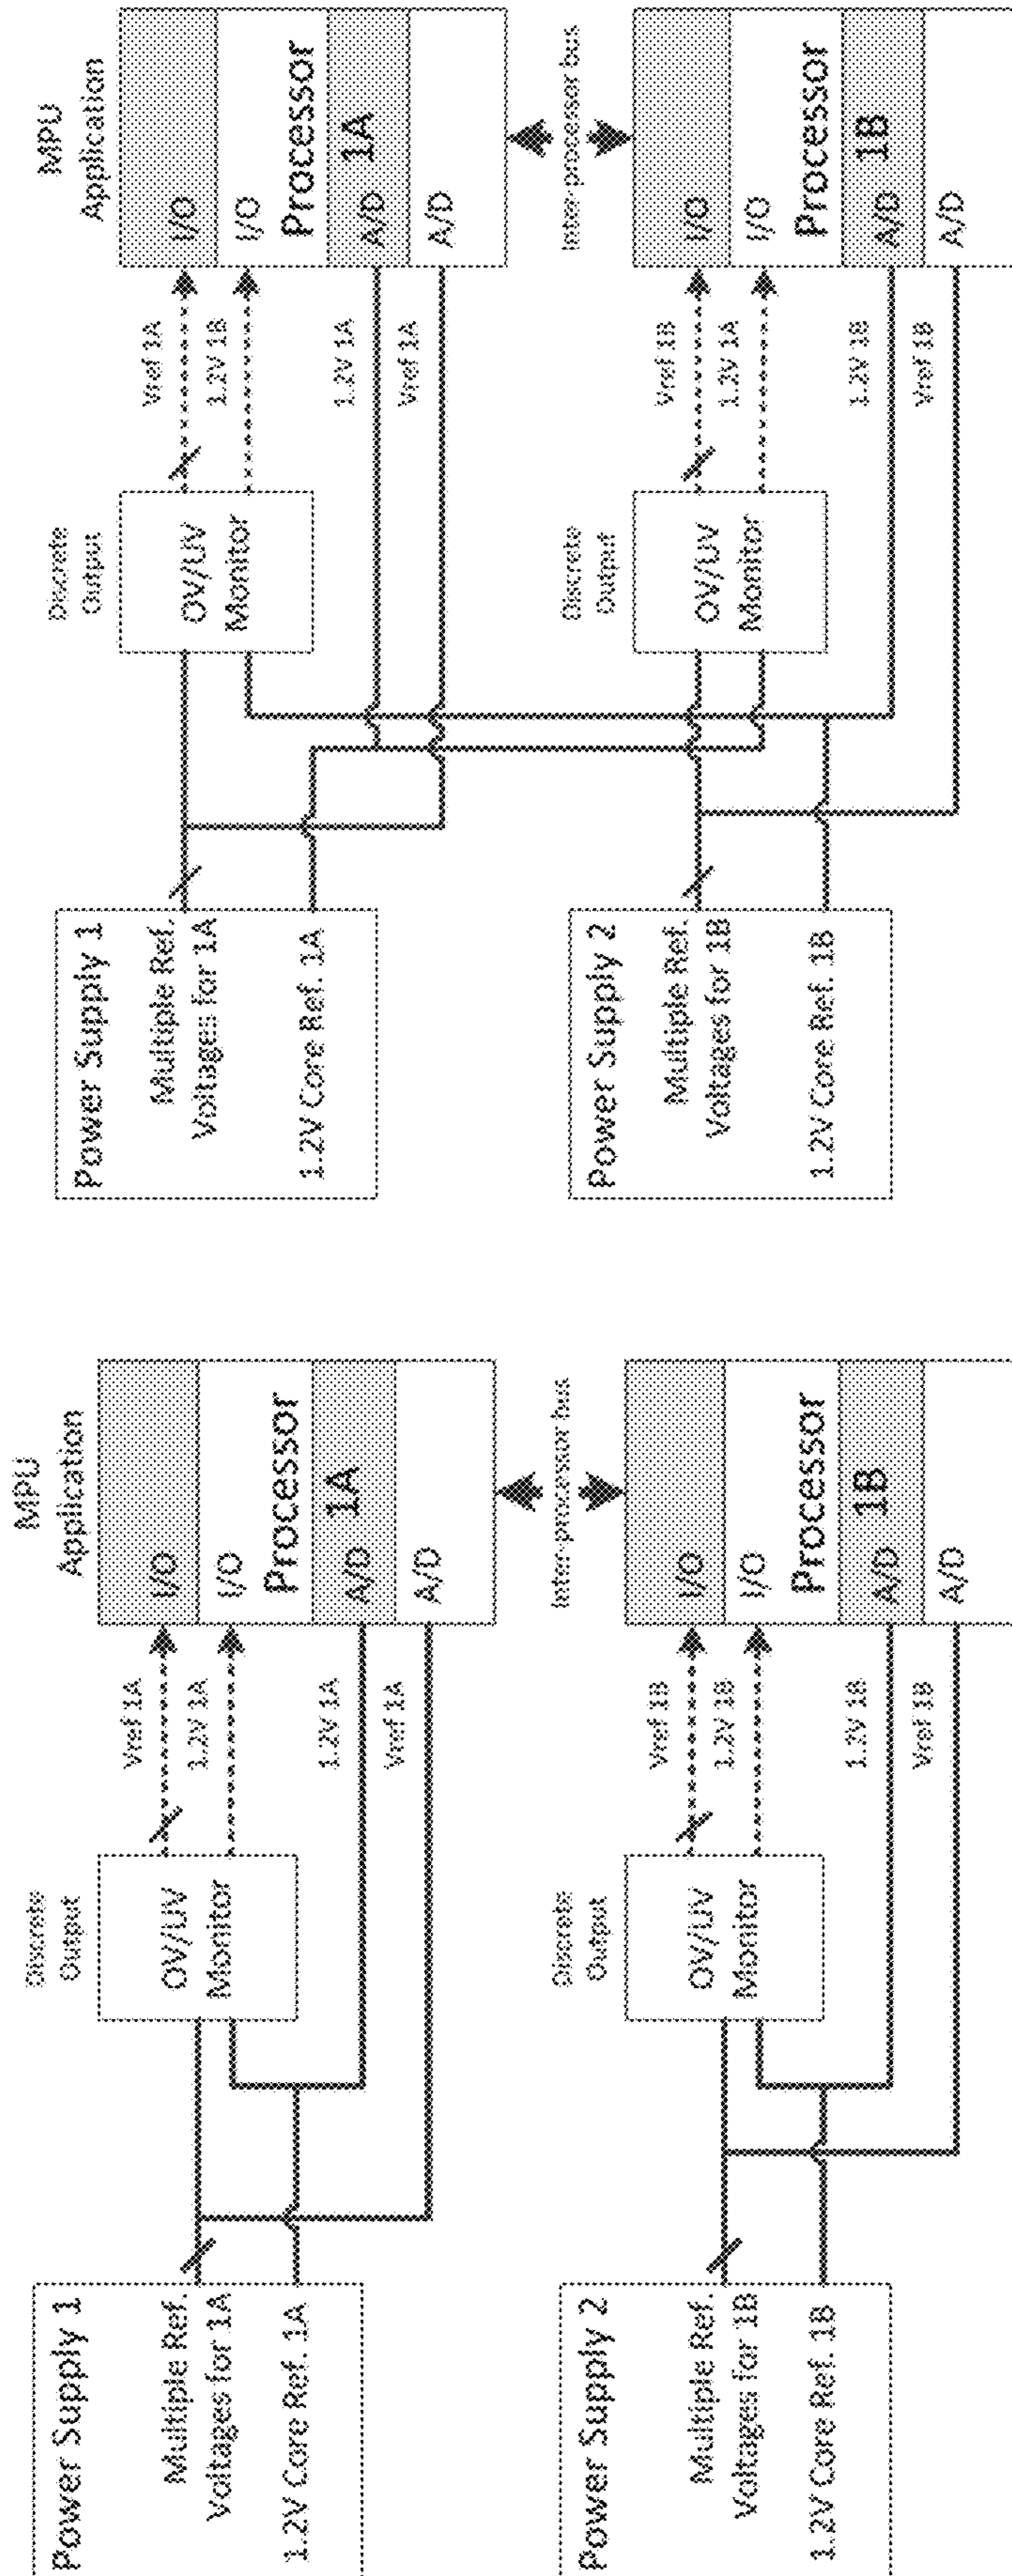 MPU
Application
Discrete
Output
Power Supply 1
Multiple Ref.
Voltages for 1A
1.2V Core Ref. 1A
OV/UV
Monitor
Vref 1A
1.2V 1A
1.2V 1A
Vref 1A
I/O
I/O
Processor
1A
A/D
A/D
Inter-processor bus
Discrete
Output
Power Supply 2
Multiple Ref.
Voltages for 1B
1.2V Core Ref. 1B
OV/UV
Monitor
Vref 1B
1.2V 1B
1.2V 1B
Vref 1B
I/O
I/O
Processor
1B
A/D
A/D
MPU
Application
Discrete
Output
Power Supply 1
Multiple Ref.
Voltages for 1A
1.2V Core Ref. 1A
OV/UV
Monitor
Vref 1A
1.2V 1B
1.2V 1A
Vref 1A
I/O
I/O
Processor
1A
A/D
A/D
Inter-processor bus
Discrete
Output
Power Supply 2
Multiple Ref.
Voltages for 1B
1.2V Core Ref. 1B
OV/UV
Monitor
Vref 1B
1.2V 1A
1.2V 1B
Vref 1B
I/O
I/O
Processor
1B
A/D
A/D